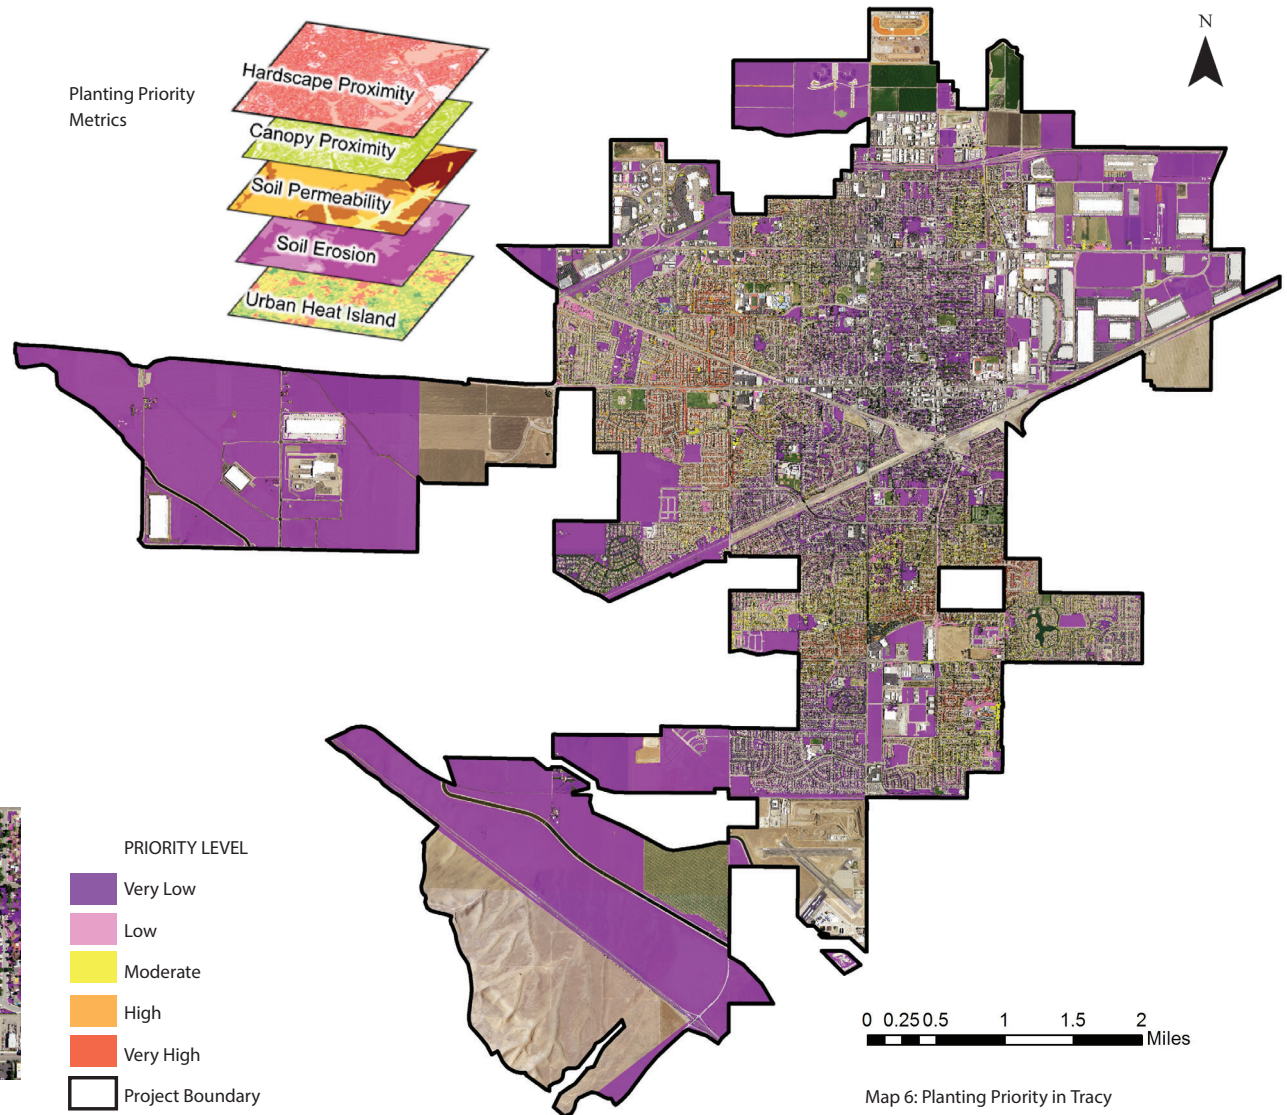 N
Planting Priority
Metrics
Hardscape Proximity
Canopy Proximity
Soil Permeability
Soil Erosion
Urban Heat Island
PRIORITY LEVEL
Very Low
Low
Moderate
High
Very High
Project Boundary
0 0.25 0.5 1 1.5 2
Miles
Map 6: Planting Priority in Tracy